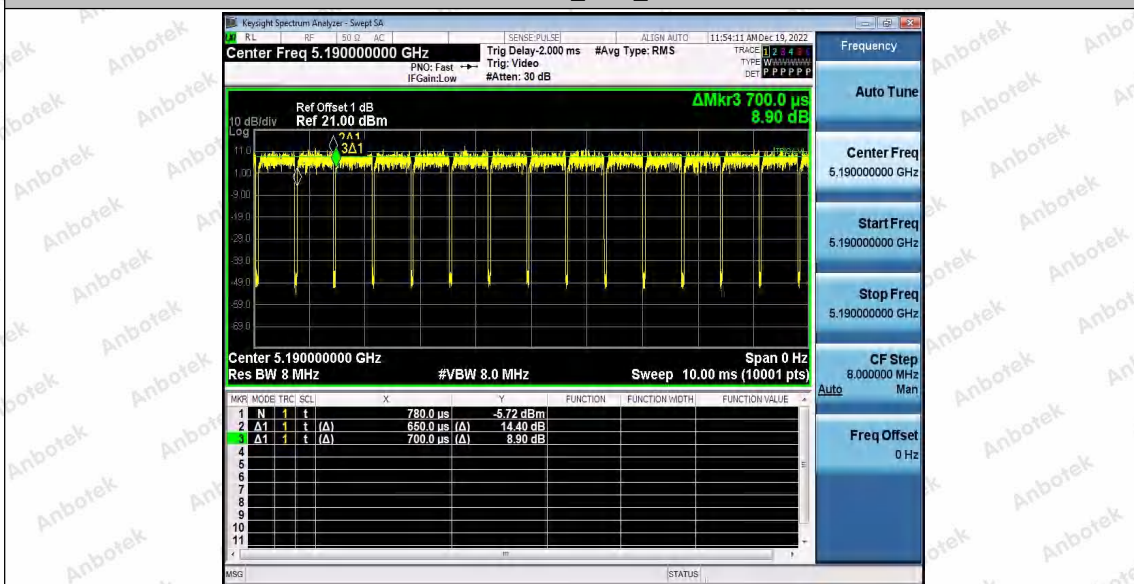 Keysight Spectrum Analyzer - Swept SA
RL RF 50 Ω AC SENSE:PULSE ALIGN AUTO 11:54:11 AM Dec 19, 2022
Center Freq 5.190000000 GHz
PNO: Fast
IFGain:Low
Trig Delay-2.000 ms
Trig: Video
#Atten: 30 dB
#Avg Type: RMS
TRACE 1 2 3 4 5 6
TYPE W
DET P P P P P P
Ref Offset 1 dB
10 dB/div Ref 21.00 dBm
Log
ΔMkr3 700.0 µs
8.90 dB
2Δ1
3Δ1
11.0
1.00
-9.00
-19.0
-29.0
-39.0
-49.0
-59.0
-69.0
Center 5.190000000 GHz Span 0 Hz
Res BW 8 MHz #VBW 8.0 MHz Sweep 10.00 ms (10001 pts)
MKR MODE TRC SCL X Y FUNCTION FUNCTION WIDTH FUNCTION VALUE
1 N 1 t 780.0 µs -5.72 dBm
2 Δ1 1 t (Δ) 650.0 µs (Δ) 14.40 dB
3 Δ1 1 t (Δ) 700.0 µs (Δ) 8.90 dB
4
5
6
7
8
9
10
11
MSG STATUS
Frequency
Auto Tune
Center Freq
5.190000000 GHz
Start Freq
5.190000000 GHz
Stop Freq
5.190000000 GHz
CF Step
8.000000 MHz
Auto Man
Freq Offset
0 Hz
Anbotek